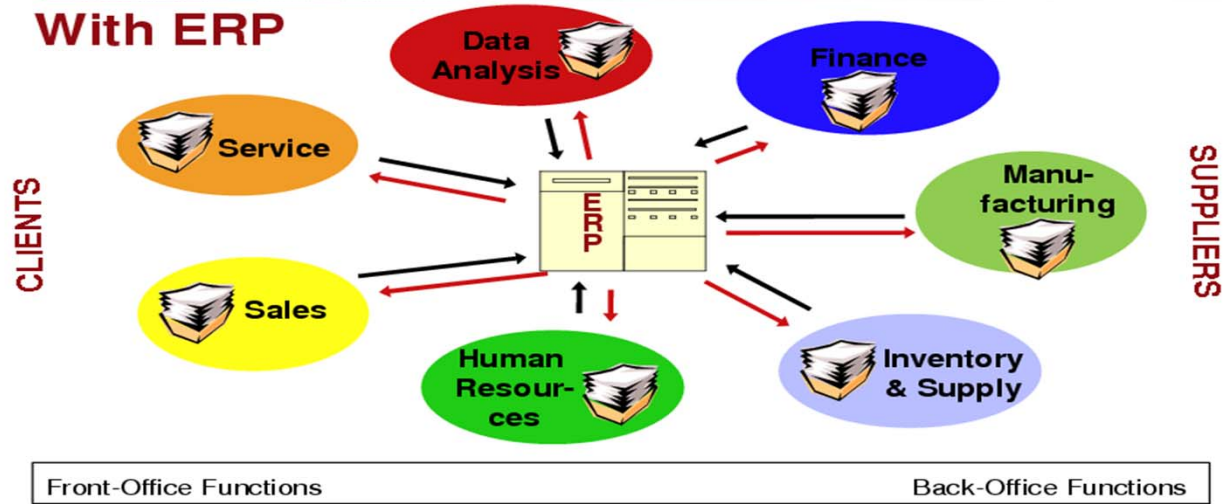 With ERP
Data
Analysis
Finance
Service
Manu-
facturing
CLIENTS
SUPPLIERS
E
R
P
Sales
Human
Resour-
ces
Inventory
& Supply
Front-Office Functions
Back-Office Functions